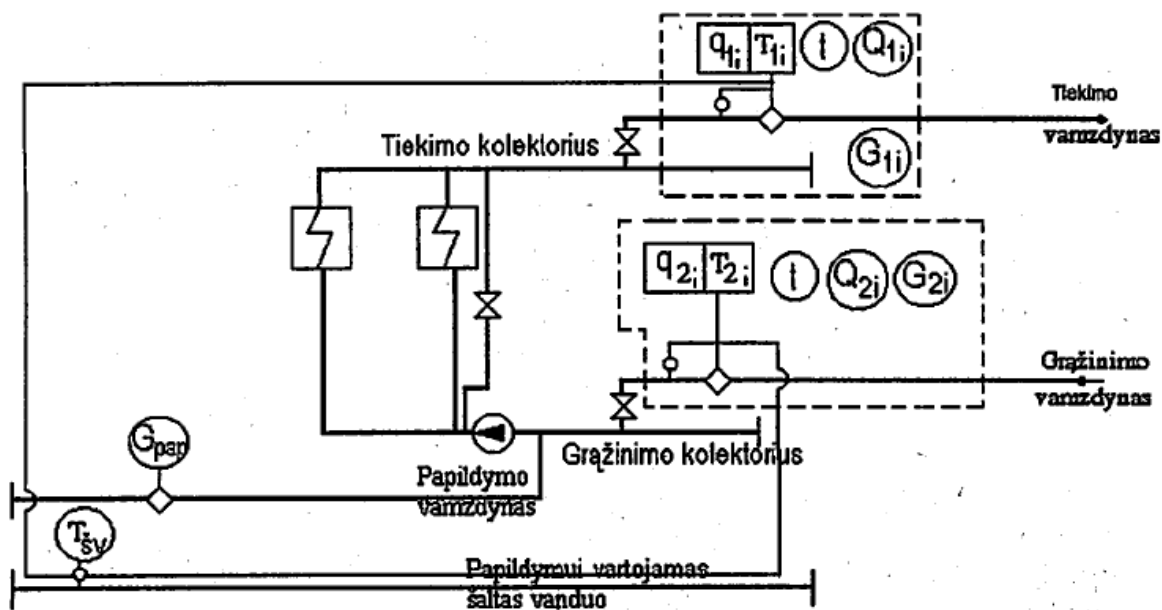 q1i T1i t Q1i
Tiekimo
vamzdynas
Tiekimo kolektorius
G1i
q2i T2i t Q2i G2i
Grąžinimo
vamzdynas
Gpap
Grąžinimo kolektorius
Papildymo
vamzdynas
Tšv
Papildymui vartojamas
šaltas vanduo